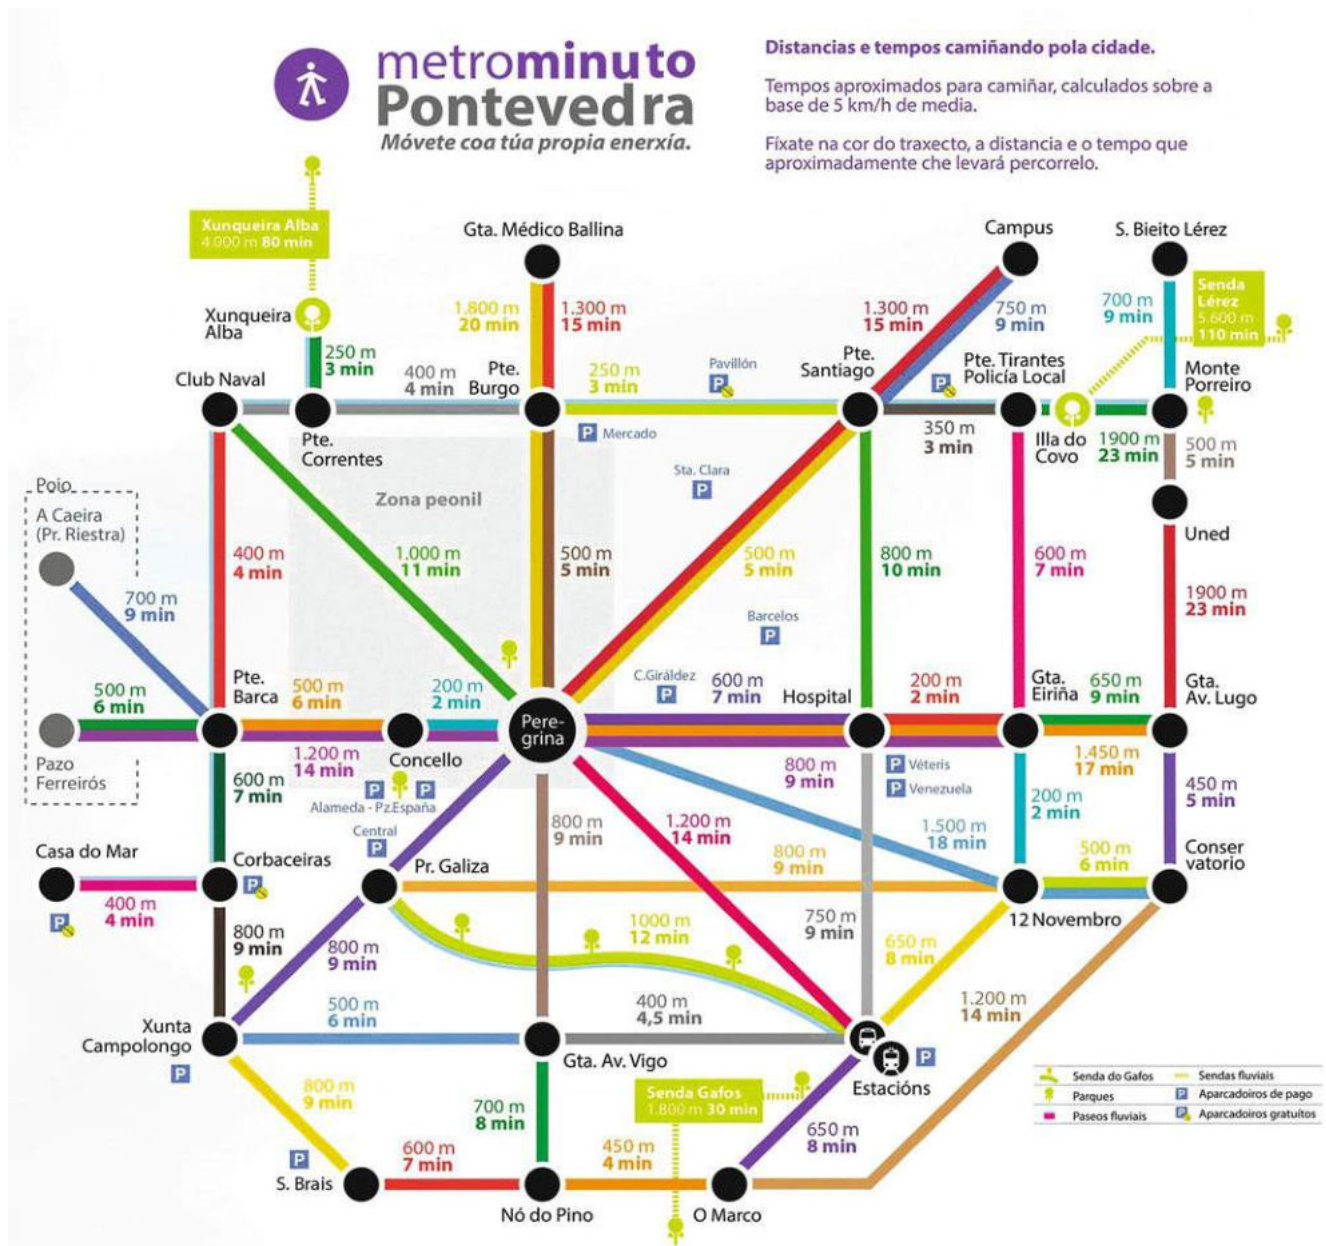 metrominuto
Pontevedra
Móvete coa túa propia enerxía.
Distancias e tempos camiñando pola cidade.
Tempos aproximados para camiñar, calculados sobre a
base de 5 km/h de media.
Fíxate na cor do traxecto, a distancia e o tempo que
aproximadamente che levará percorrelo.
Xunqueira Alba
4.000 m 80 min
Gta. Médico Ballina
Campus
S. Bieito Lérez
Senda
Lérez
5.600 m
110 min
1.800 m
20 min
1.300 m
15 min
1.300 m
15 min
750 m
9 min
700 m
9 min
Xunqueira
Alba
250 m
3 min
Club Naval
400 m
4 min
Pte.
Burgo
250 m
3 min
Pavillón
P
Pte.
Santiago
Pte. Tirantes
Policía Local
P
Monte
Porreiro
Pte.
Correntes
P Mercado
350 m
3 min
Illa do
Covo
1900 m
23 min
500 m
5 min
Sta. Clara
P
Zona peonil
Poio
A Caeira
(Pr. Riestra)
Uned
400 m
4 min
1.000 m
11 min
500 m
5 min
500 m
5 min
800 m
10 min
600 m
7 min
1900 m
23 min
700 m
9 min
Barcelos
P
500 m
6 min
Pte.
Barca
500 m
6 min
200 m
2 min
C.Giráldez
P
600 m
7 min
Hospital
200 m
2 min
Gta.
Eiriña
650 m
9 min
Gta.
Av. Lugo
Pere-
grina
Pazo
Ferreirós
1.200 m
14 min
Concello
800 m
9 min
P Véteris
P Venezuela
1.450 m
17 min
600 m
7 min
P
P
Alameda - Pz.España
450 m
5 min
200 m
2 min
Central
P
800 m
9 min
1.200 m
14 min
1.500 m
18 min
Casa do Mar
Corbaceiras
P
Pr. Galiza
800 m
9 min
500 m
6 min
Conser
vatorio
400 m
4 min
P
12 Novembro
800 m
9 min
800 m
9 min
1000 m
12 min
750 m
9 min
650 m
8 min
500 m
6 min
400 m
4,5 min
1.200 m
14 min
Xunta
Campolongo
P
Gta. Av. Vigo
P
Estacións
800 m
9 min
700 m
8 min
Senda Gafos
1.800 m 30 min
650 m
8 min
600 m
7 min
450 m
4 min
P
S. Brais
Nó do Pino
O Marco
Senda do Gafos
Sendas fluviais
Parques
P Aparcadoiros de pago
Paseos fluviais
P Aparcadoiros gratuítos